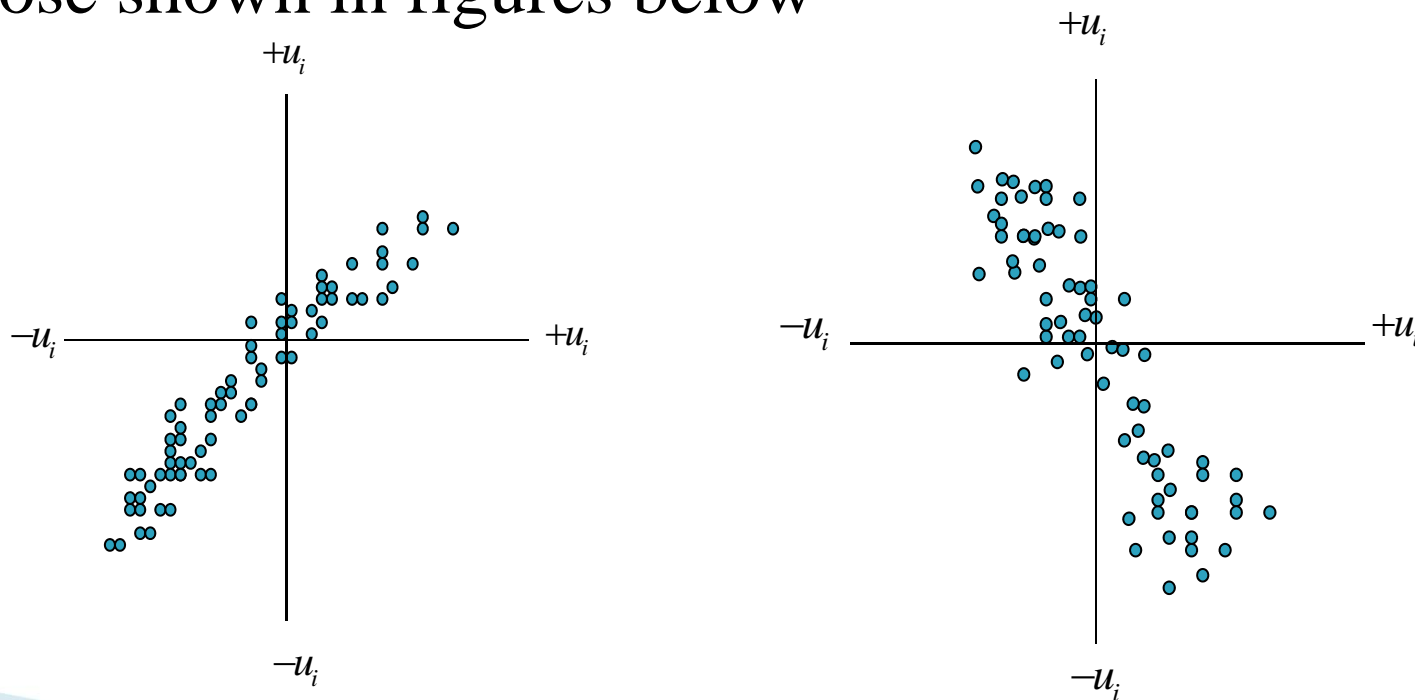 ose shown in figures below
+uᵢ
−uᵢ
+uᵢ
−uᵢ
+uᵢ
−uᵢ
+uᵢ
−uᵢ